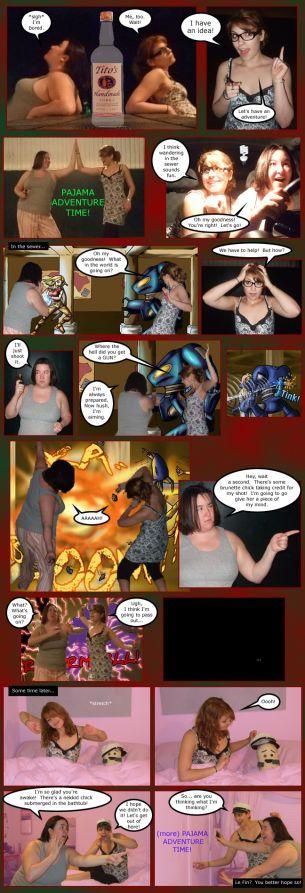 *sigh*
I'm
bored.
Me, too.
Wait!
Tito's
Handmade
VODKA
I have
an idea!
Let's have an
adventure!
PAJAMA
ADVENTURE
TIME!
I think
wandering
in the
sewer
sounds
fun.
Oh my goodness!
You're right! Let's go!
In the sewer...
Oh my
goodness! What
in the world is
going on?
We have to help! But how?
I'll
just
shoot
it.
Where the
hell did you get
a GUN?
I'm
always
prepared.
Now hush,
I'm
aiming.
Tink!
AAAAA!!!
Hey, wait
a second. There's some
brunette chick taking credit for
my shot! I'm going to go
give her a piece of
my mind.
What?
What's
going
on?
Ugh,
I think I'm
going to pass
out...
Some time later...
*stretch*
Oooh!
I'm so glad you're
awake! There's a nekkid chick
submerged in the bathtub!
I hope
we didn't do
it! Let's get
out of
here!
So... are you
thinking what I'm
thinking?
(more) PAJAMA
ADVENTURE
TIME!
Le Fin? You better hope so!